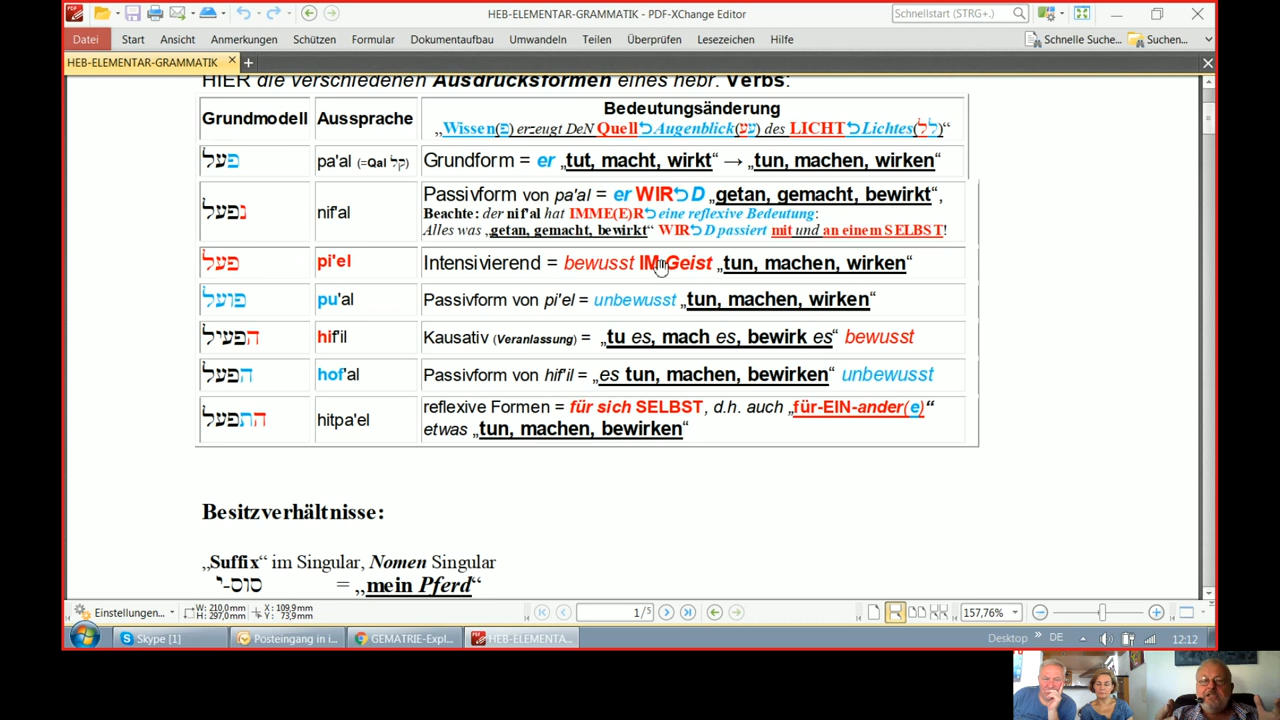 HEB-ELEMENTAR-GRAMMATIK - PDF-XChange Editor
Schnellstart (STRG+.)
Datei Start Ansicht Anmerkungen Schützen Formular Dokumentaufbau Umwandeln Teilen Überprüfen Lesezeichen Hilfe Schnelle Suche... Suchen...
HEB-ELEMENTAR-GRAMMATIK
HIER die verschiedenen Ausdrucksformen eines hebr. Verbs:
Grundmodell Aussprache Bedeutungsänderung
„Wissen(פ) erzeugt DeN Quell⮌Augenblick(עע) des LICHT⮌Lichtes(לל)“
פעל pa'al (=Qal קל) Grundform = er „tut, macht, wirkt“ → „tun, machen, wirken“
נפעל nif'al Passivform von pa'al = er WIR⮌D „getan, gemacht, bewirkt“,
Beachte: der nif'al hat IMME(E)R⮌eine reflexive Bedeutung:
Alles was „getan, gemacht, bewirkt“ WIR⮌D passiert mit und an einem SELBST!
פעל pi'el Intensivierend = bewusst IM Geist „tun, machen, wirken“
פועל pu'al Passivform von pi'el = unbewusst „tun, machen, wirken“
הפעיל hif'il Kausativ (Veranlassung) = „tu es, mach es, bewirk es“ bewusst
הפעל hof'al Passivform von hif'il = „es tun, machen, bewirken“ unbewusst
התפעל hitpa'el reflexive Formen = für sich SELBST, d.h. auch „für-EIN-ander(e)“
etwas „tun, machen, bewirken“
Besitzverhältnisse:
„Suffix“ im Singular, Nomen Singular
סוס-י = „mein Pferd“
Einstellungen... W: 210,0mm H: 297,0mm X: 109,9mm Y: 73,9mm 1/5 157,76%
Skype [1] Posteingang in i... GEMATRIE-Expl... HEB-ELEMENTA... Desktop » DE 12:12